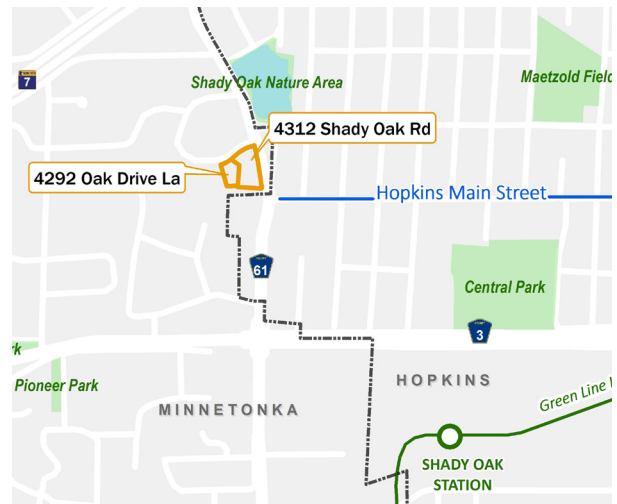 7
Shady Oak Nature Area
Maetzold Field
4312 Shady Oak Rd
4292 Oak Drive La
Hopkins Main Street
61
Central Park
3
rk
Pioneer Park
HOPKINS
MINNETONKA
Green Line
SHADY OAK
STATION